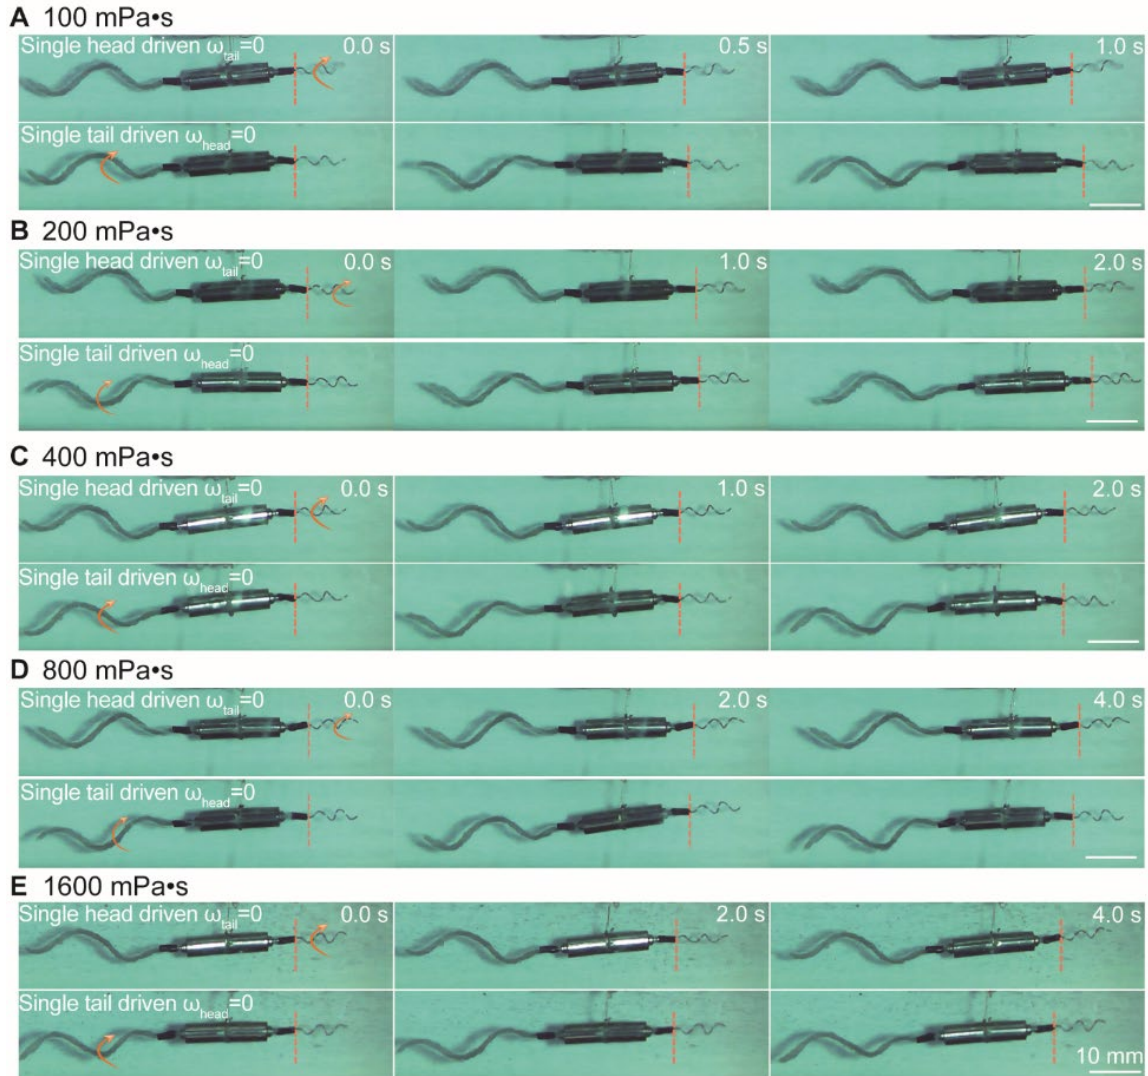 A 100 mPa•s
Single head driven ω_tail=0 0.0 s 0.5 s 1.0 s
Single tail driven ω_head=0
B 200 mPa•s
Single head driven ω_tail=0 0.0 s 1.0 s 2.0 s
Single tail driven ω_head=0
C 400 mPa•s
Single head driven ω_tail=0 0.0 s 1.0 s 2.0 s
Single tail driven ω_head=0
D 800 mPa•s
Single head driven ω_tail=0 0.0 s 2.0 s 4.0 s
Single tail driven ω_head=0
E 1600 mPa•s
Single head driven ω_tail=0 0.0 s 2.0 s 4.0 s
Single tail driven ω_head=0
10 mm